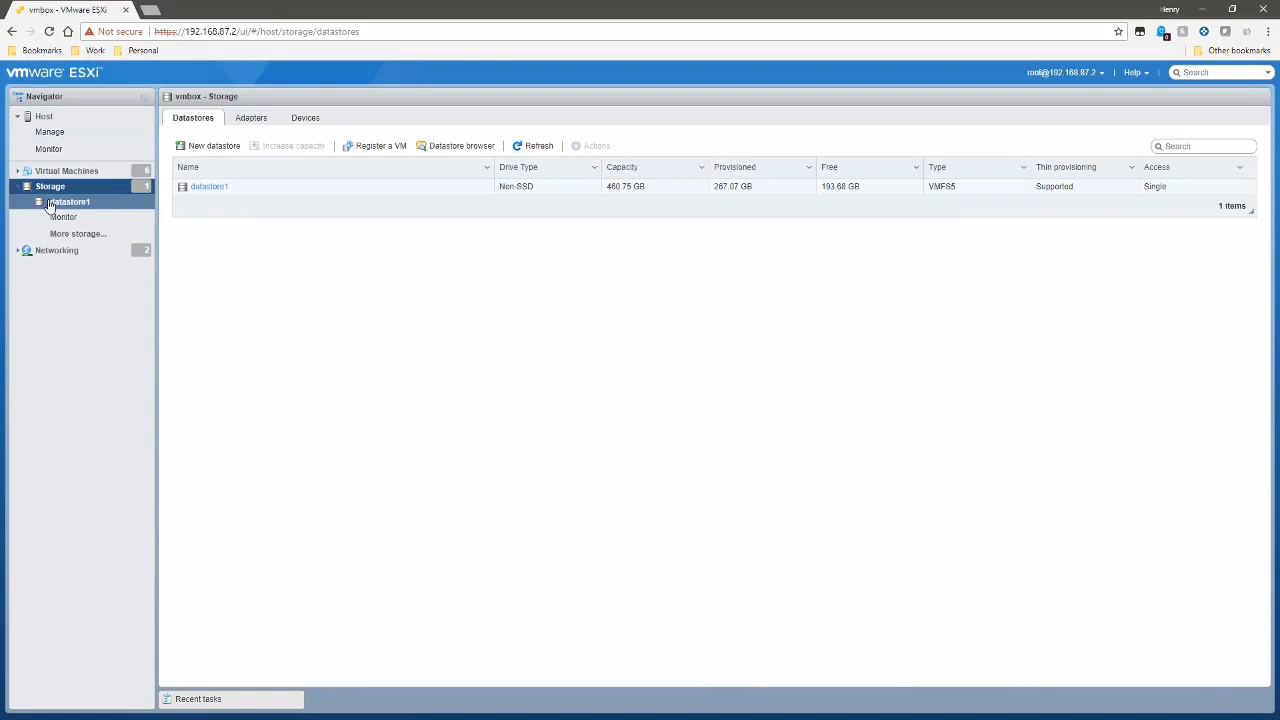 vmbox - VMware ESXi
Henry
Not secure
https://192.168.87.2/ui/#/host/storage/datastores
Bookmarks
Work
Personal
Other bookmarks
vmware ESXi™
root@192.168.87.2
Help
Search
Navigator
Host
Manage
Monitor
Virtual Machines 6
Storage 1
datastore1
Monitor
More storage...
Networking 2
vmbox - Storage
Datastores
Adapters
Devices
New datastore
Increase capacity
Register a VM
Datastore browser
Refresh
Actions
Search
Name Drive Type Capacity Provisioned Free Type Thin provisioning Access
datastore1 Non-SSD 460.75 GB 267.07 GB 193.68 GB VMFS5 Supported Single
1 items
Recent tasks